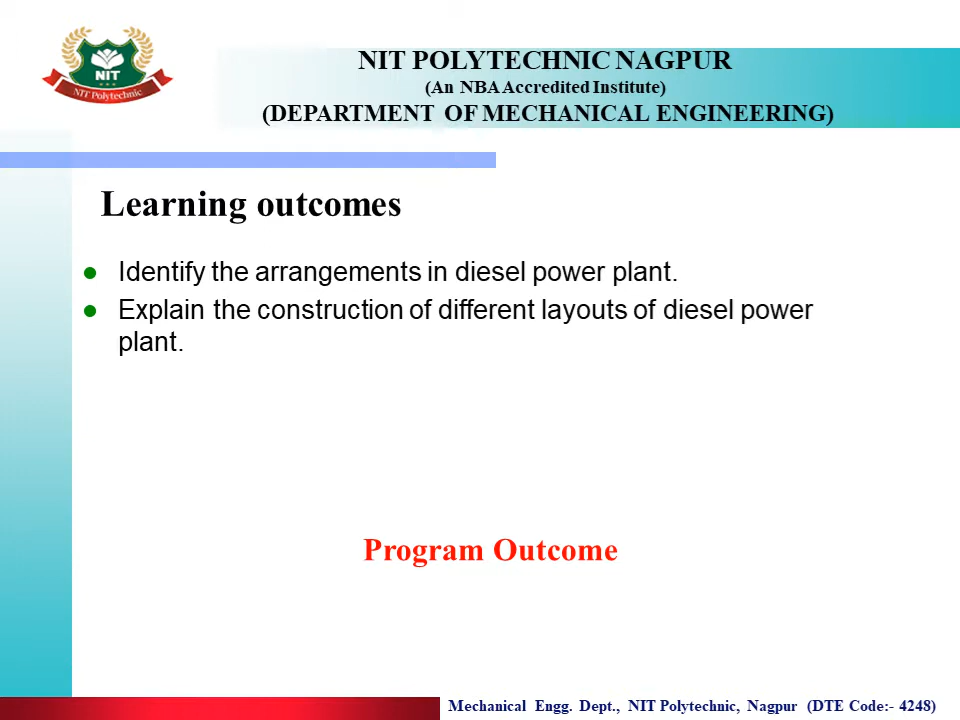 NIT
NIT Polytechnic
NIT POLYTECHNIC NAGPUR
(An NBA Accredited Institute)
(DEPARTMENT OF MECHANICAL ENGINEERING)
Learning outcomes
Identify the arrangements in diesel power plant.
Explain the construction of different layouts of diesel power
plant.
Program Outcome
Mechanical Engg. Dept., NIT Polytechnic, Nagpur (DTE Code:- 4248)